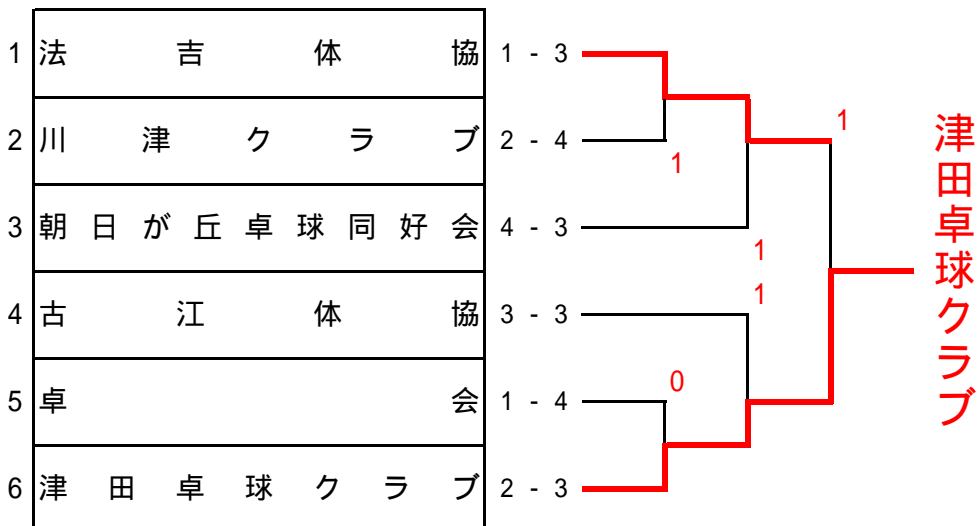 1 法吉体協 1 - 3
2 川津クラブ 2 - 4
3 朝日が丘卓球同好会 4 - 3
4 古江体協 3 - 3
5 卓会 1 - 4
6 津田卓球クラブ 2 - 3
1
1
1
1
0
津田卓球クラブ